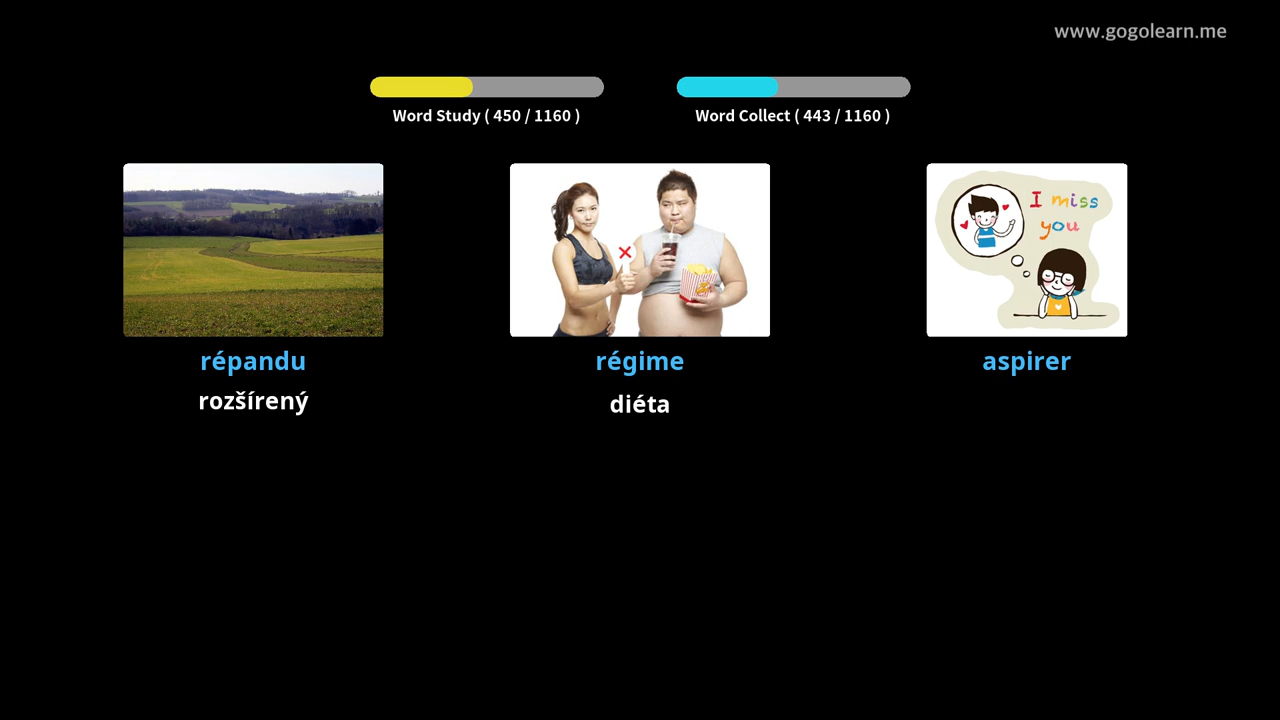 www.gogolearn.me
Word Study ( 450 / 1160 )
Word Collect ( 443 / 1160 )
I miss
you
répandu
régime
aspirer
rozšírený
diéta